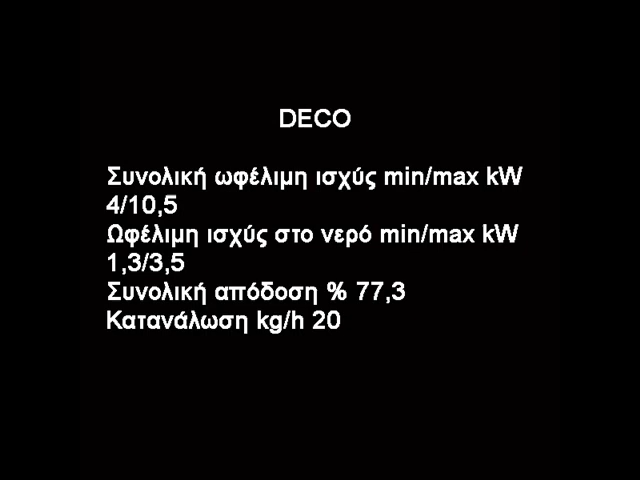 DECO
Συνολική ωφέλιμη ισχύς min/max kW
4/10,5
Ωφέλιμη ισχύς στο νερό min/max kW
1,3/3,5
Συνολική απόδοση % 77,3
Κατανάλωση kg/h 20